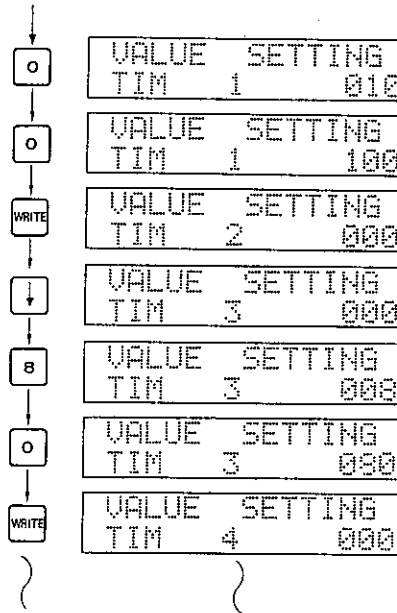 0
VALUE SETTING
TIM 1 010
0
VALUE SETTING
TIM 1 100
WRITE
VALUE SETTING
TIM 2 000
↓
VALUE SETTING
TIM 3 000
8
VALUE SETTING
TIM 3 008
0
VALUE SETTING
TIM 3 080
WRITE
VALUE SETTING
TIM 4 000